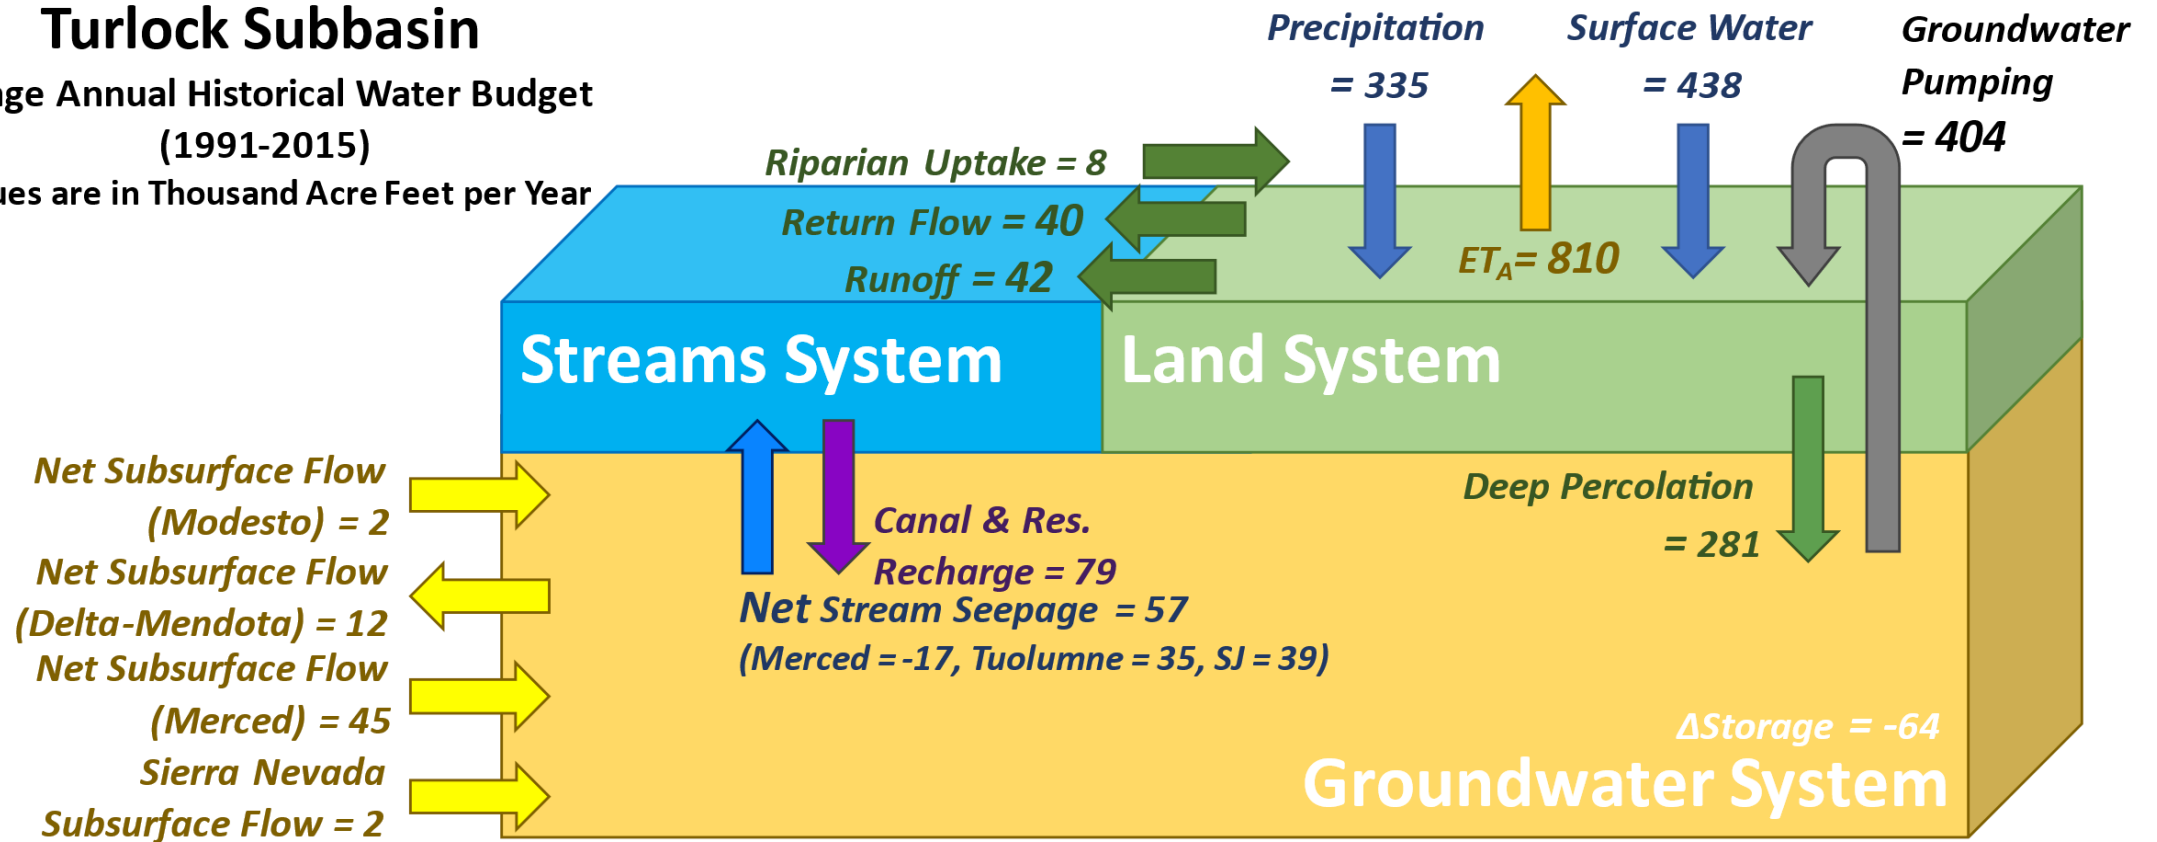 Turlock Subbasin
Annual Historical Water Budget
(1991-2015)
are in Thousand Acre Feet per Year
Precipitation
= 335
Surface Water
= 438
Groundwater
Pumping
= 404
Riparian Uptake = 8
Return Flow = 40
Runoff = 42
ETA= 810
Streams System
Land System
Net Subsurface Flow
(Modesto) = 2
Net Subsurface Flow
(Delta-Mendota) = 12
Net Subsurface Flow
(Merced) = 45
Sierra Nevada
Subsurface Flow = 2
Canal & Res.
Recharge = 79
Net Stream Seepage = 57
(Merced = -17, Tuolumne = 35, SJ = 39)
Deep Percolation
= 281
ΔStorage = -64
Groundwater System